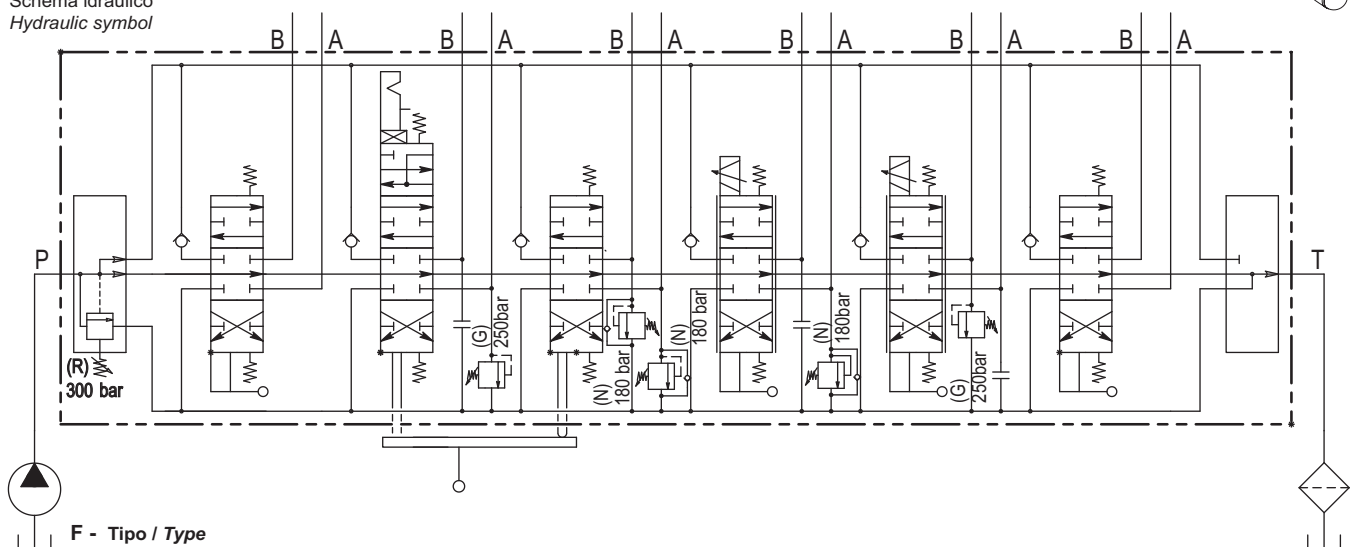 Schema idraulico
Hydraulic symbol
B A B A B A B A B A B A
P
T
(R)
300 bar
(G)
250bar
(N)
180 bar
(N)
180 bar
(N)
180bar
(G)
250bar
F - Tipo / Type